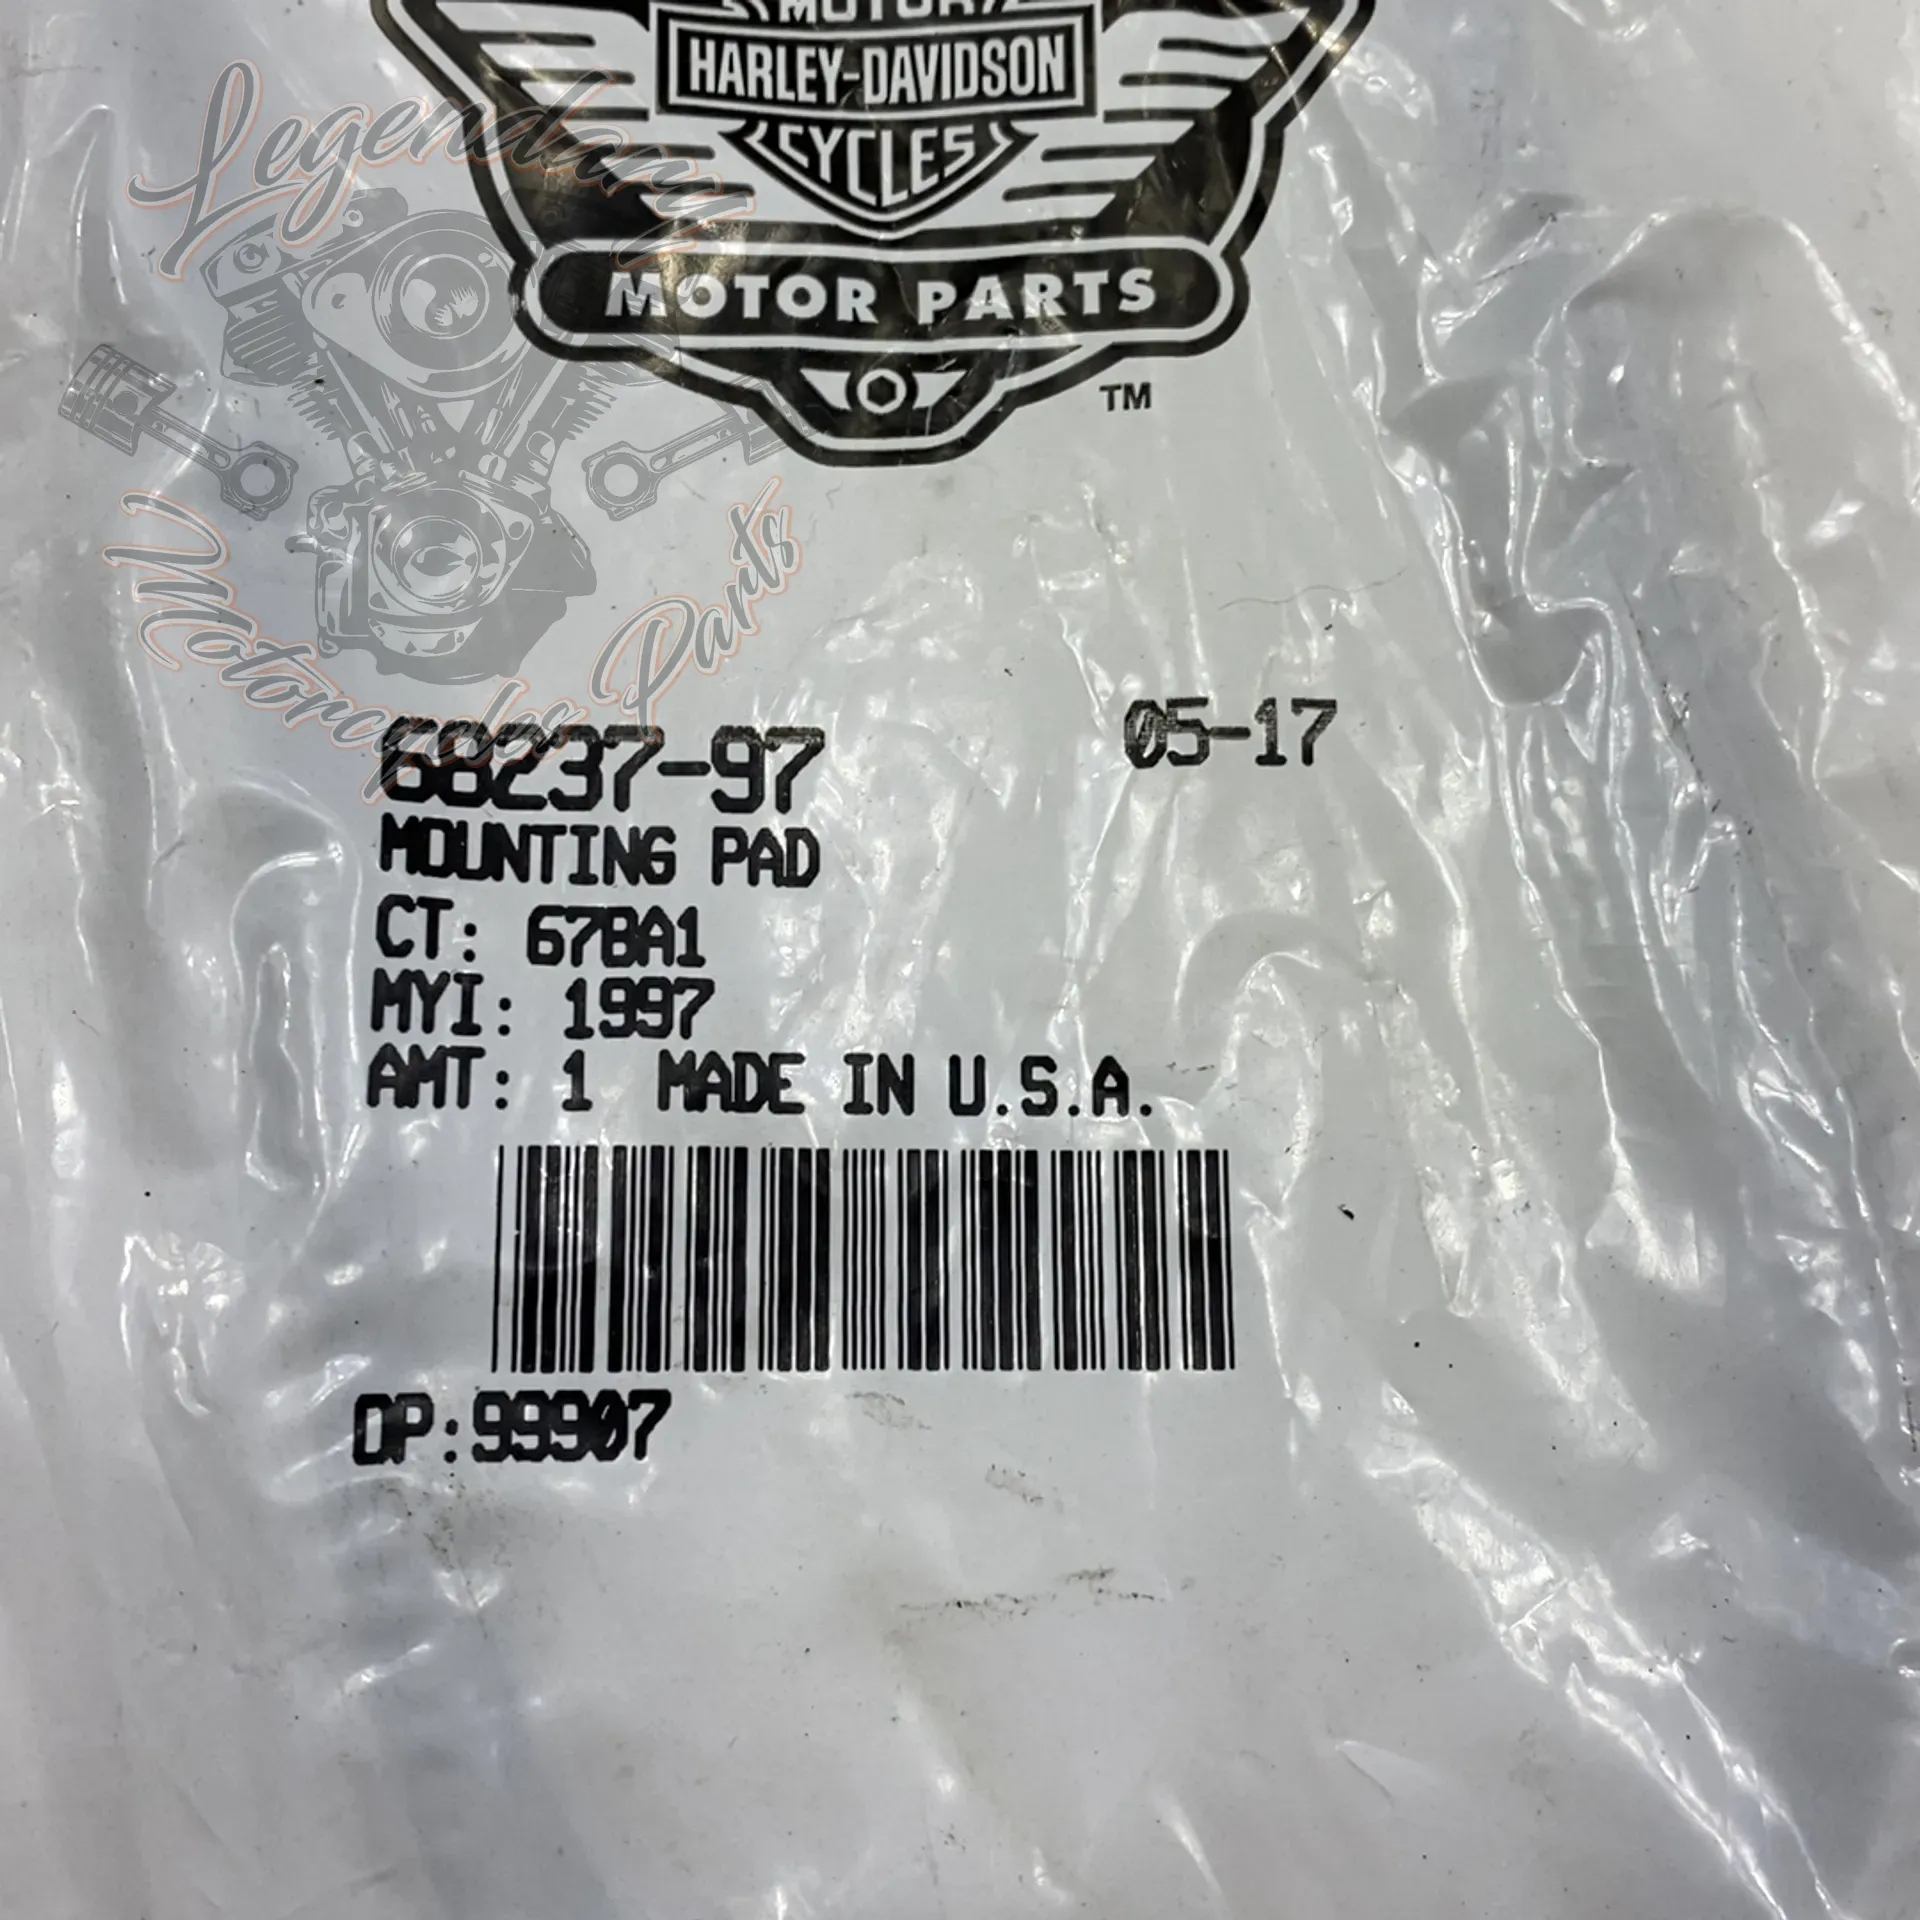 MOTOR
HARLEY-DAVIDSON
CYCLES
MOTOR PARTS
TM
Legendary
Motorcycles Parts
68237-97
05-17
MOUNTING PAD
CT: 67BA1
MYI: 1997
AMT: 1 MADE IN U.S.A.
OP:99907